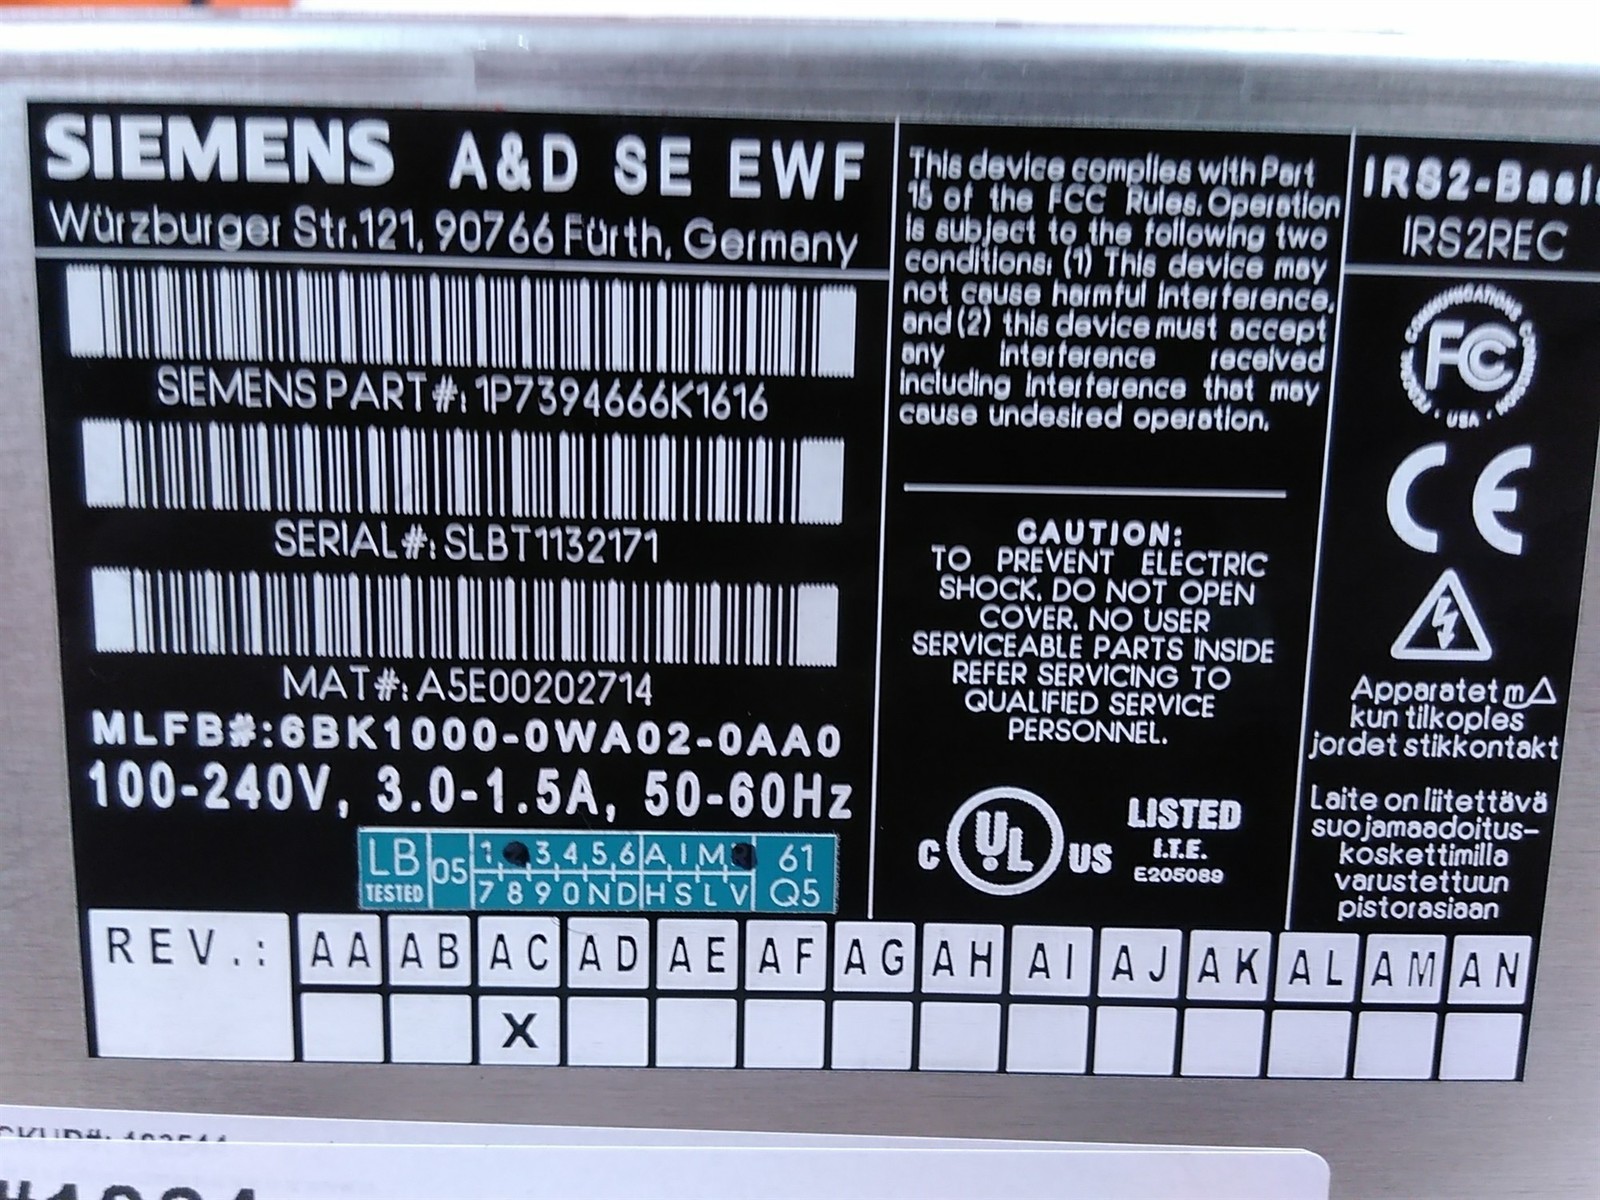 SIEMENS A&D SE EWF
Würzburger Str.121, 90766 Fürth, Germany
SIEMENS PART#: 1P7394666K1616
SERIAL#: SLBT1132171
MAT#: A5E00202714
MLFB#:6BK1000-0WA02-0AA0
100-240V, 3.0-1.5A, 50-60Hz
LB 05 1 3 4 5 6 A I M 61
TESTED 7 8 9 0 N D H S L V Q5
This device complies with Part
15 of the FCC Rules. Operation
is subject to the following two
conditions: (1) This device may
not cause harmful interference,
and (2) this device must accept
any interference received
including interference that may
cause undesired operation.
CAUTION:
TO PREVENT ELECTRIC
SHOCK. DO NOT OPEN
COVER. NO USER
SERVICEABLE PARTS INSIDE
REFER SERVICING TO
QUALIFIED SERVICE
PERSONNEL.
C UL US LISTED
I.T.E.
E205089
IRS2-Basi
IRS2REC
COMMUNICATIONS
FC
USA
CE
Apparatet må
kun tilkoples
jordet stikkontakt
Laite on liitettävä
suojamaadoitus-
koskettimilla
varustettuun
pistorasiaan
REV.: AA AB AC AD AE AF AG AH AI AJ AK AL AM AN
X